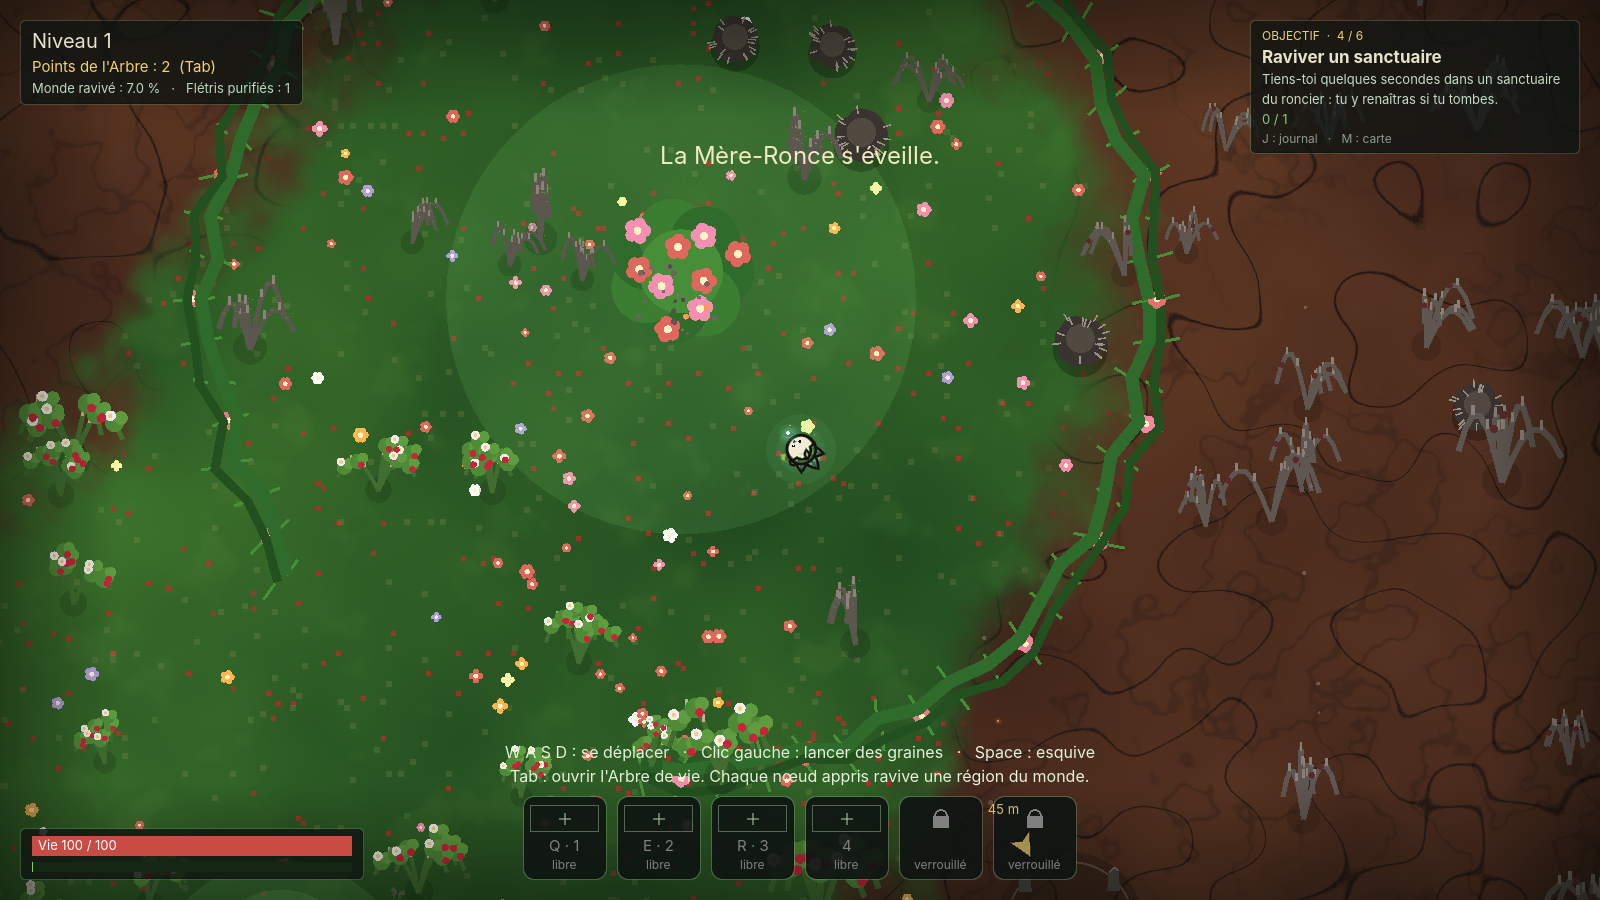 Niveau 1
Points de l'Arbre : 2 (Tab)
Monde ravivé : 7.0 % · Flétris purifiés : 1
OBJECTIF · 4 / 6
Raviver un sanctuaire
Tiens-toi quelques secondes dans un sanctuaire
du roncier : tu y renaîtras si tu tombes.
0 / 1
J : journal · M : carte
La Mère-Ronce s'éveille.
W A S D : se déplacer · Clic gauche : lancer des graines · Space : esquive
Tab : ouvrir l'Arbre de vie. Chaque nœud appris ravive une région du monde.
45 m
Vie 100 / 100
+ + + +
Q · 1 E · 2 R · 3 4
libre libre libre libre verrouillé verrouillé